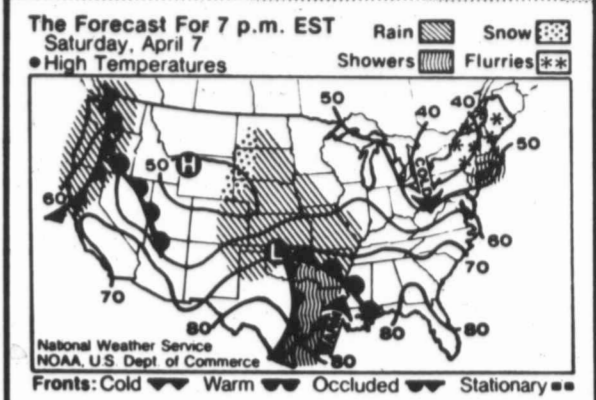 The Forecast For 7 p.m. EST
Saturday, April 7
● High Temperatures
Rain Snow
Showers Flurries
50
40
40
50
50
H
COLD
60
60
70
L
70
80
80
80
80
National Weather Service
NOAA, U.S. Dept. of Commerce
Fronts: Cold Warm Occluded Stationary